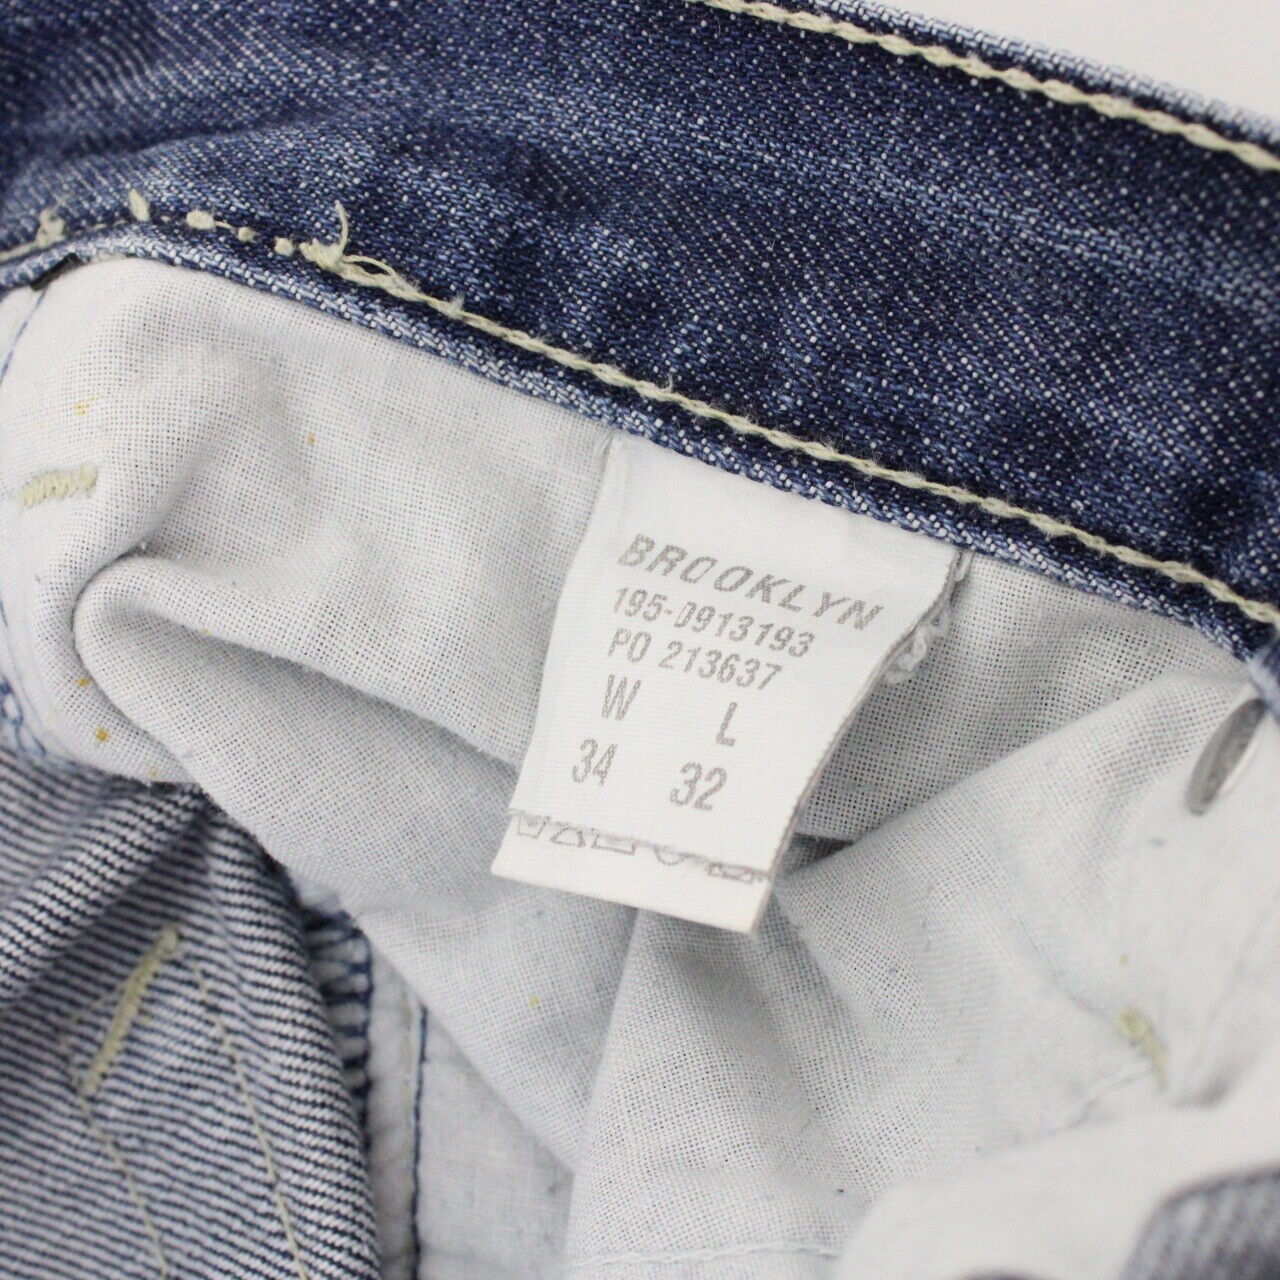 BROOKLYN
195-0913193
PO 213637
W L
34 32